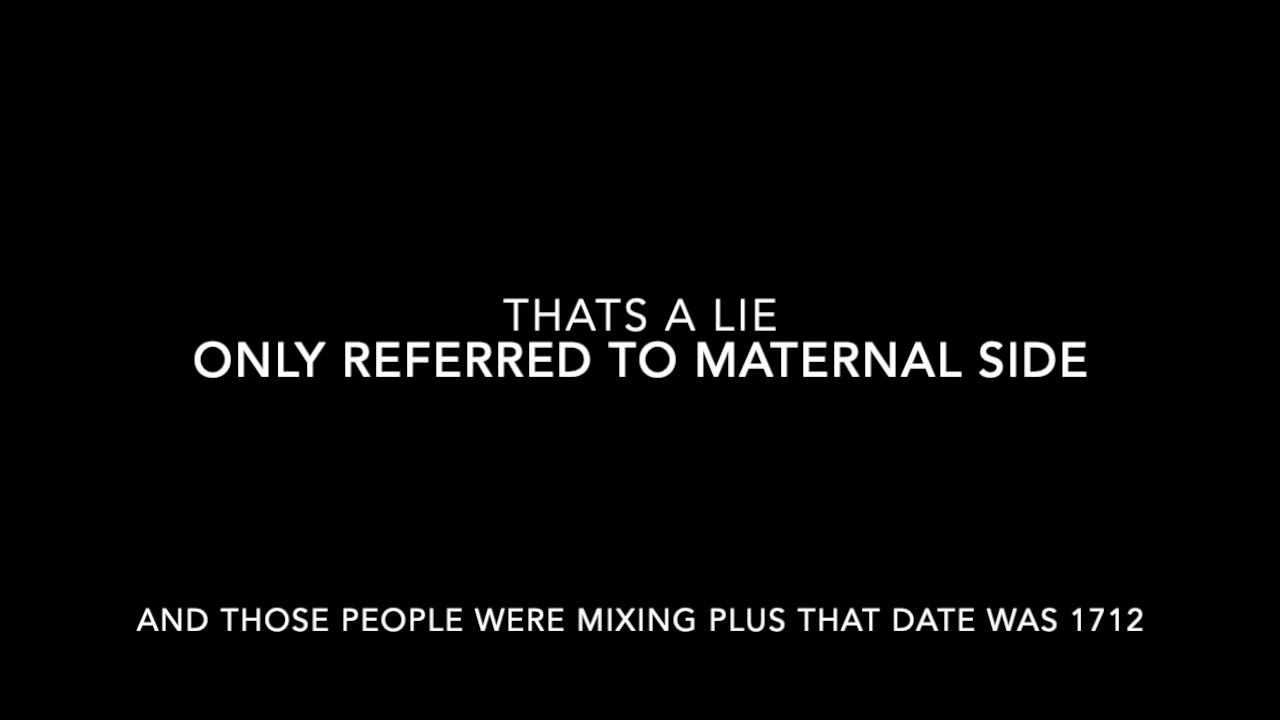 THATS A LIE
ONLY REFERRED TO MATERNAL SIDE
AND THOSE PEOPLE WERE MIXING PLUS THAT DATE WAS 1712